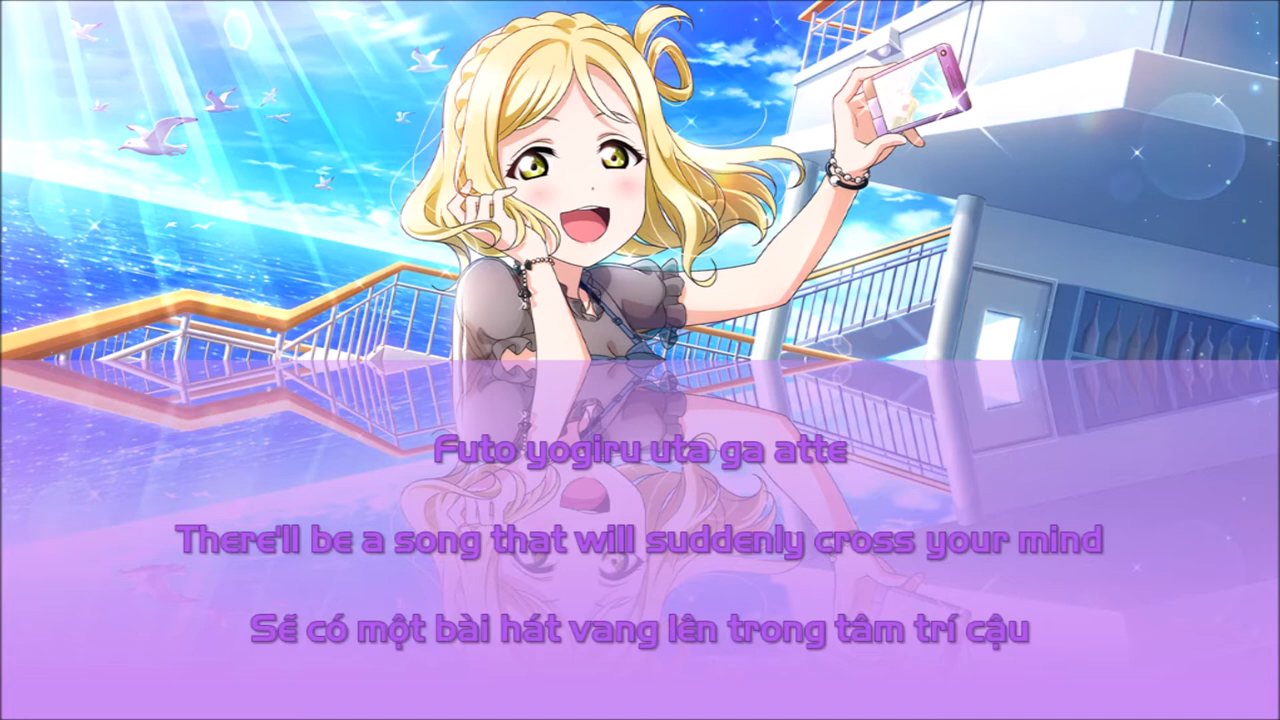 Futo yogiru uta ga atte
There'll be a song that will suddenly cross your mind
Sẽ có một bài hát vang lên trong tâm trí cậu